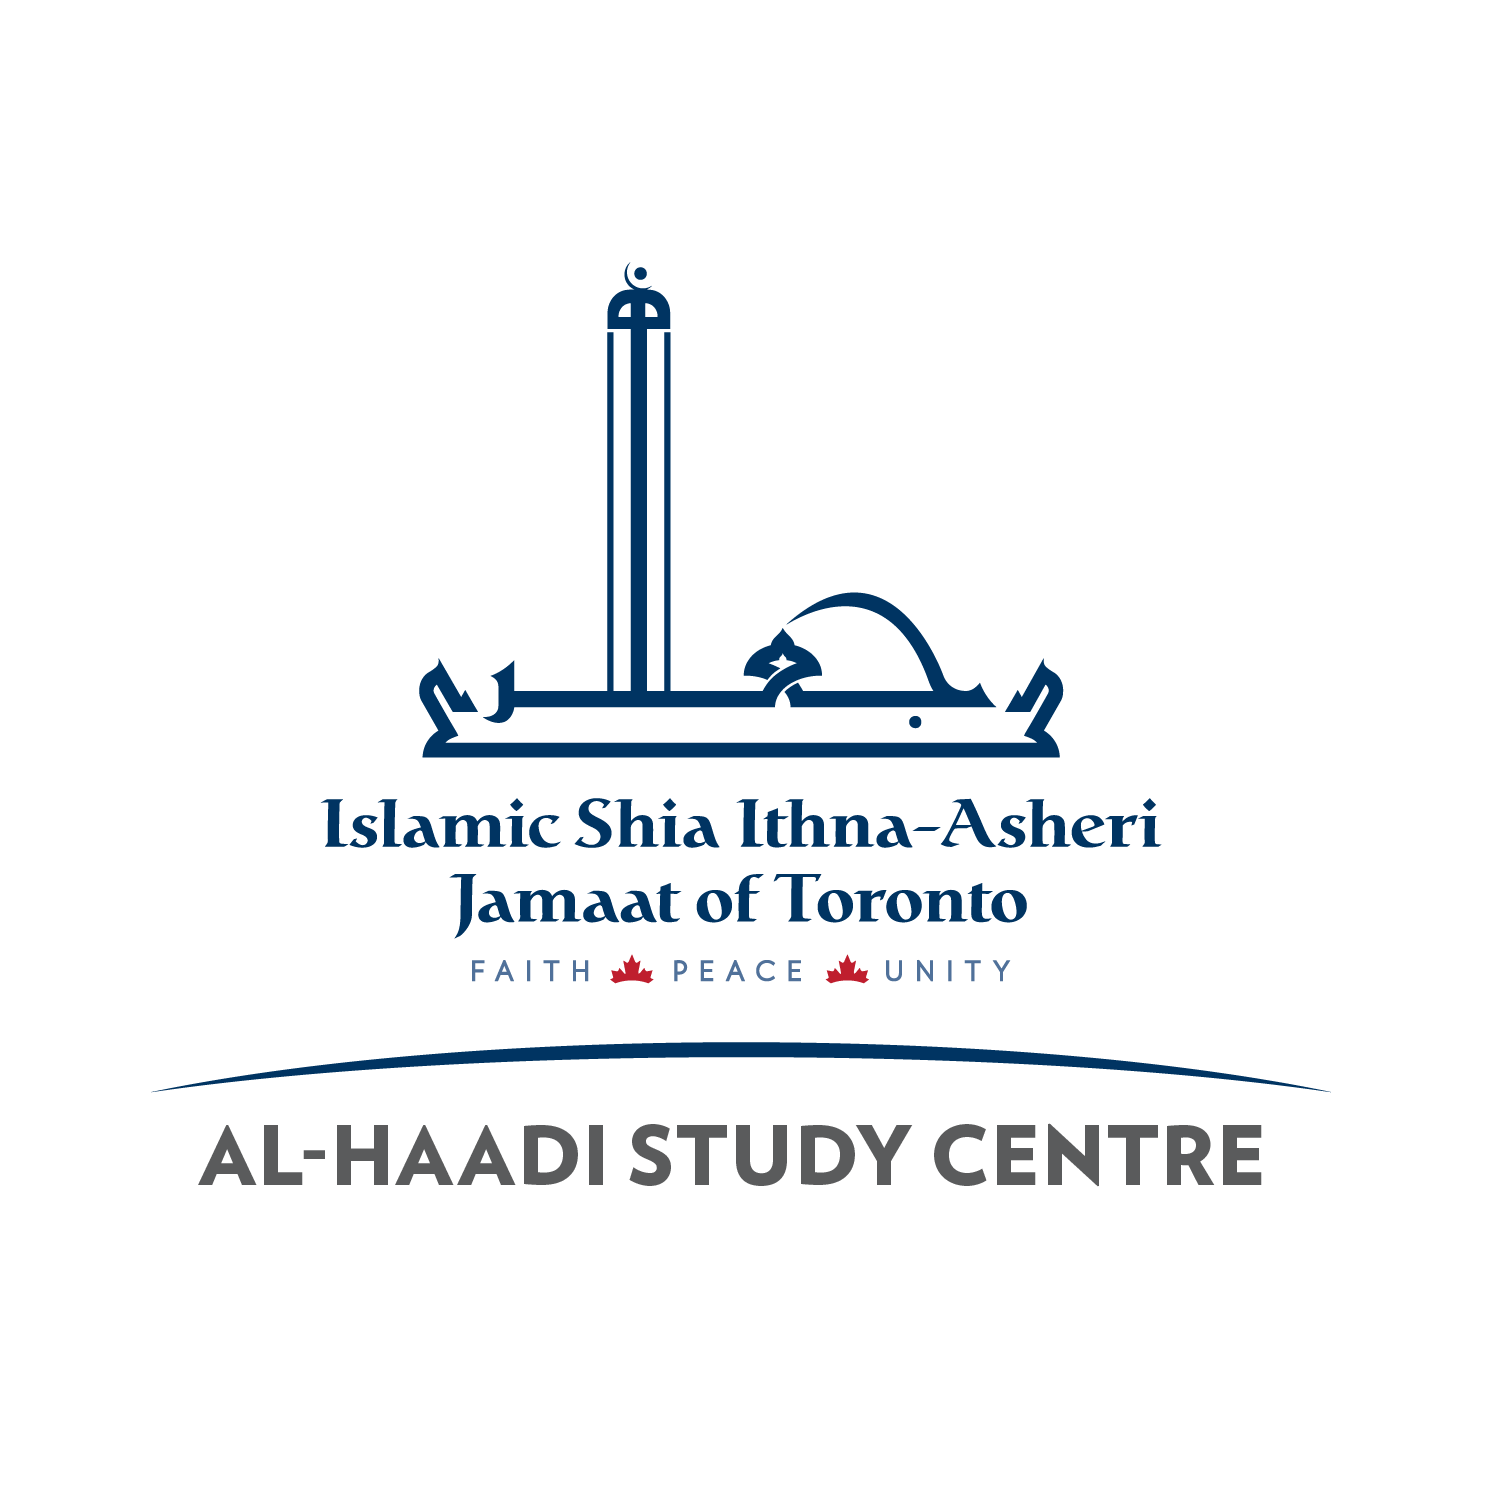 Islamic Shia Ithna-Asheri
Jamaat of Toronto
FAITH PEACE UNITY
AL-HAADI STUDY CENTRE